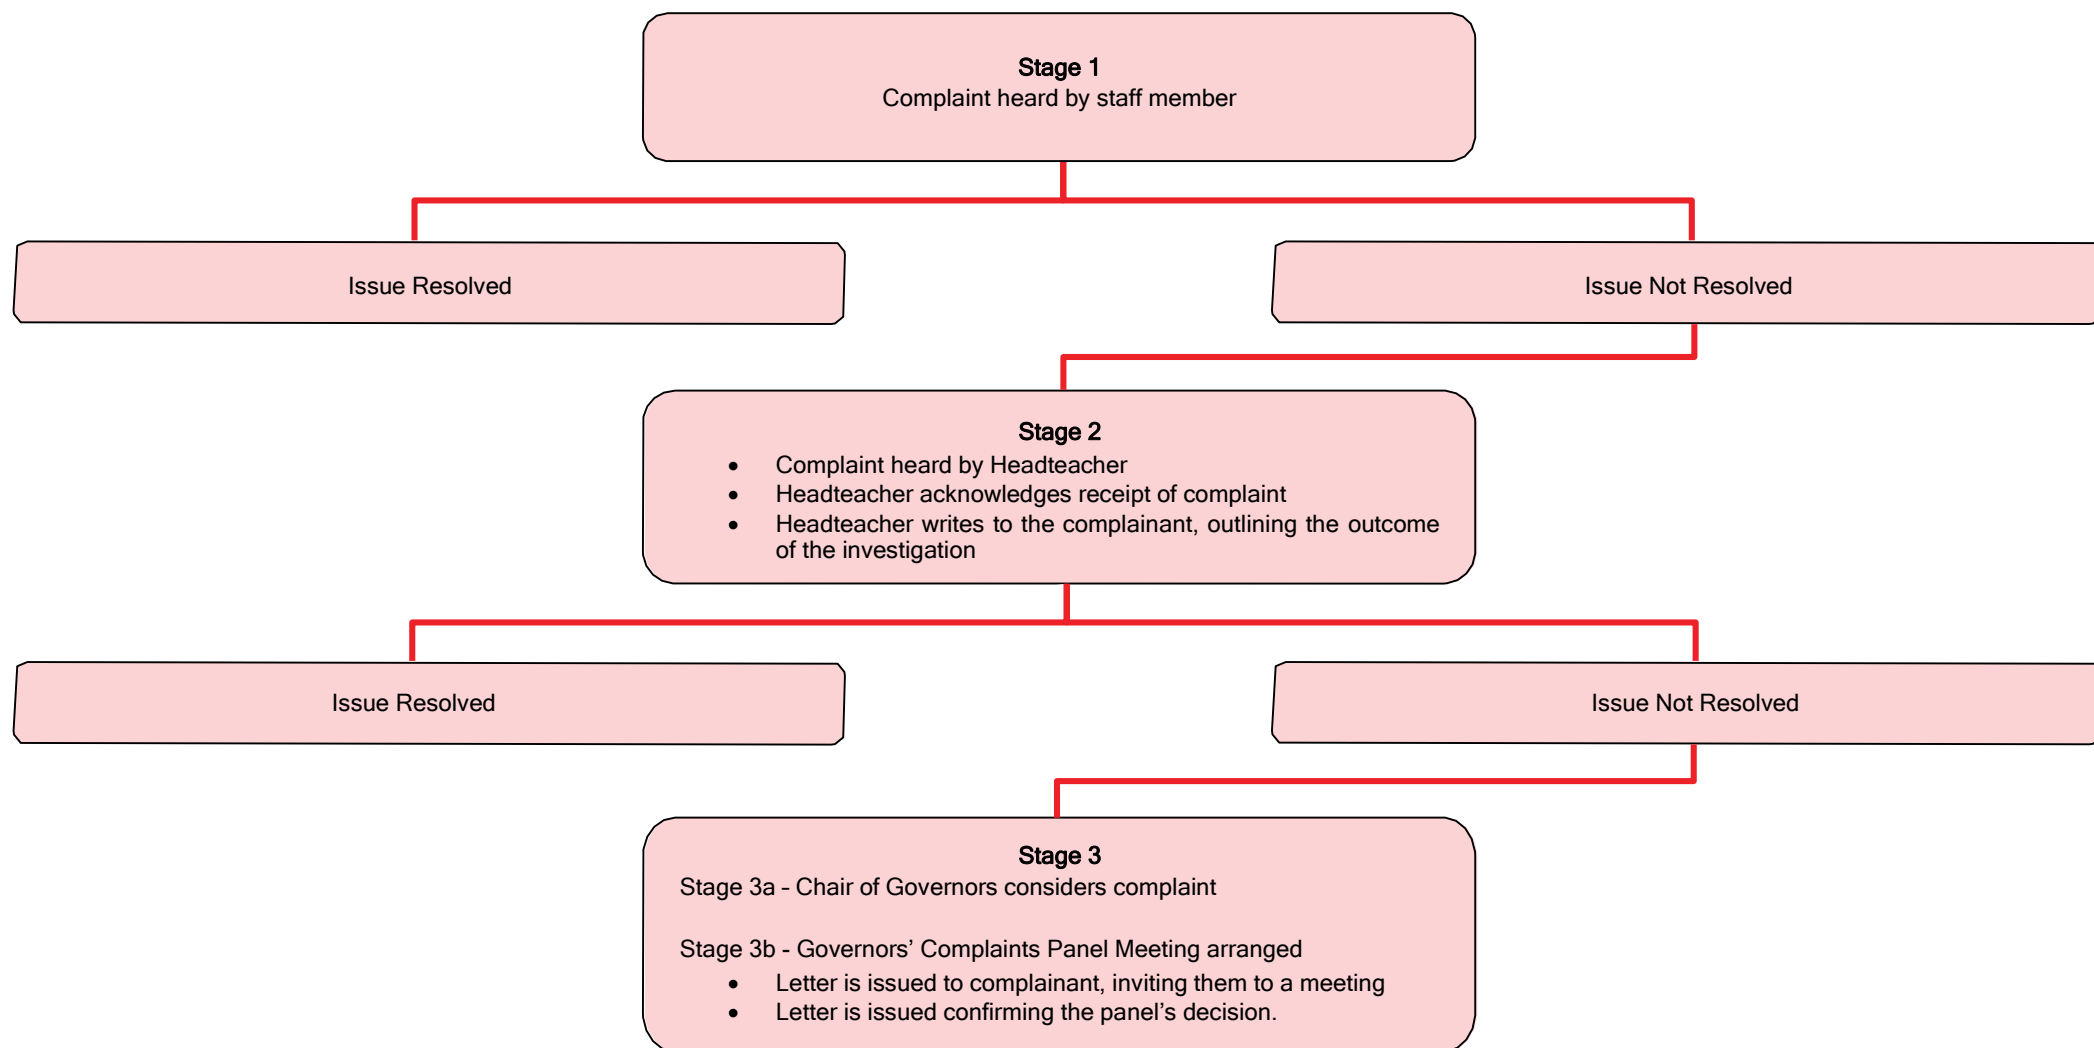 Stage 1
Complaint heard by staff member
Issue Resolved
Issue Not Resolved
Stage 2
• Complaint heard by Headteacher
• Headteacher acknowledges receipt of complaint
• Headteacher writes to the complainant, outlining the outcome
of the investigation
Issue Resolved
Issue Not Resolved
Stage 3
Stage 3a – Chair of Governors considers complaint
Stage 3b - Governors’ Complaints Panel Meeting arranged
• Letter is issued to complainant, inviting them to a meeting
• Letter is issued confirming the panel’s decision.